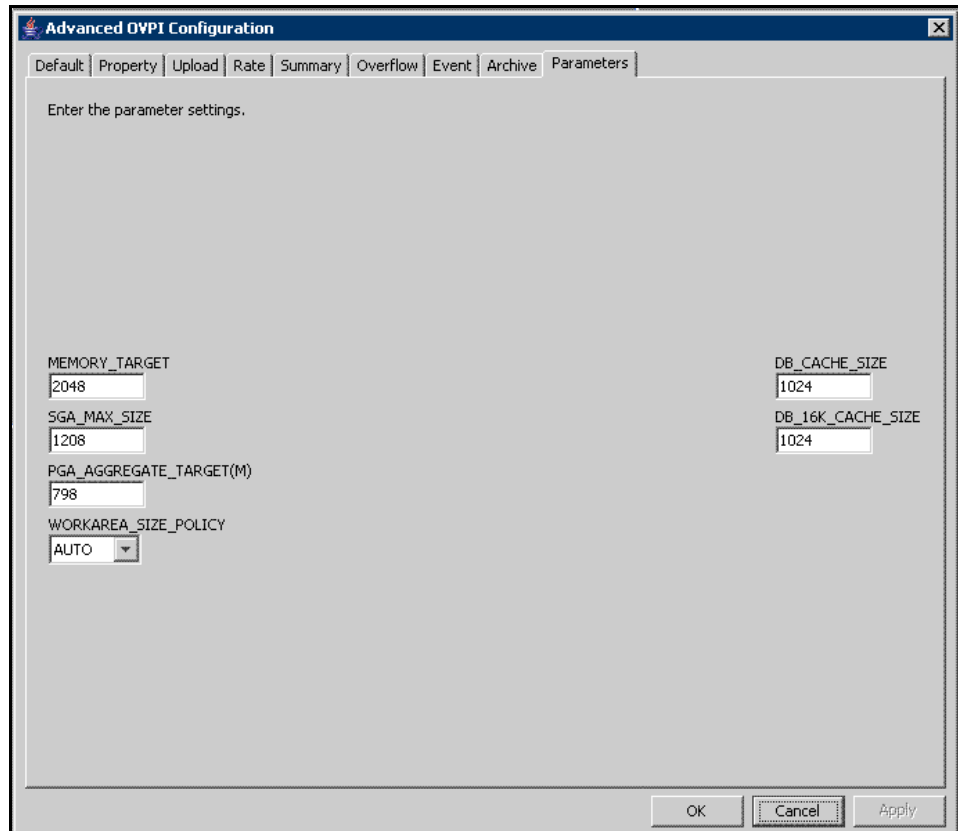 Advanced OVPI Configuration
Default Property Upload Rate Summary Overflow Event Archive Parameters
Enter the parameter settings.
MEMORY_TARGET
2048
SGA_MAX_SIZE
1208
PGA_AGGREGATE_TARGET(M)
798
WORKAREA_SIZE_POLICY
AUTO
DB_CACHE_SIZE
1024
DB_16K_CACHE_SIZE
1024
OK Cancel Apply